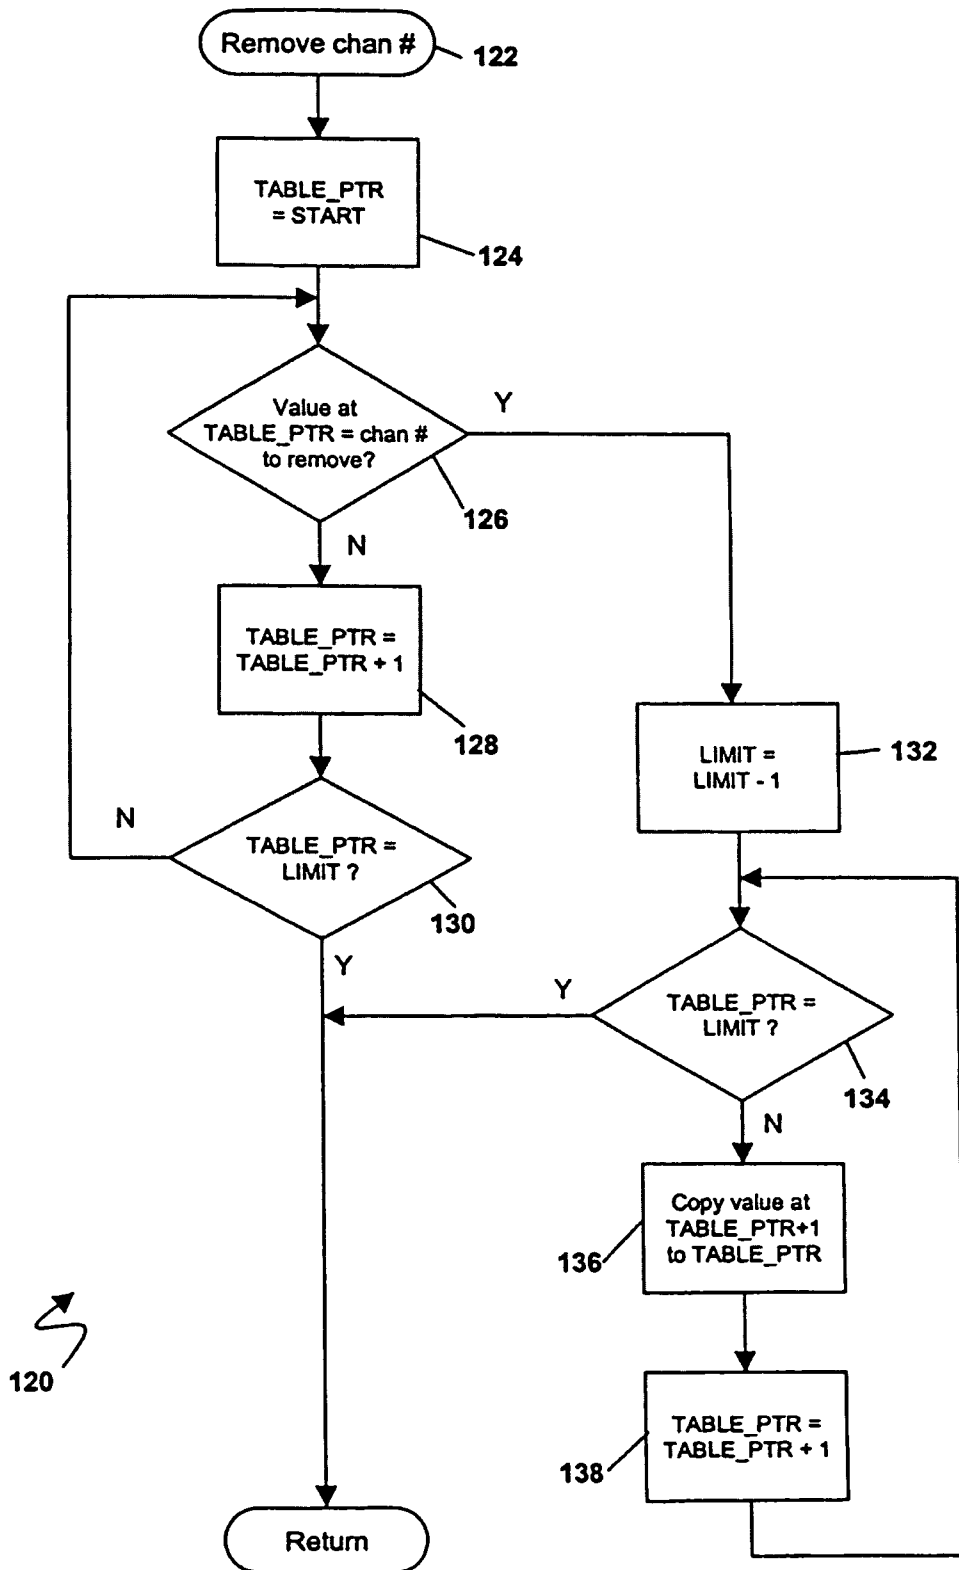 Remove chan #
122
TABLE_PTR
= START
124
Value at
TABLE_PTR = chan #
to remove?
Y
126
N
TABLE_PTR =
TABLE_PTR + 1
128
LIMIT =
LIMIT - 1
132
N
TABLE_PTR =
LIMIT ?
130
Y
Y
TABLE_PTR =
LIMIT ?
134
N
Copy value at
TABLE_PTR+1
to TABLE_PTR
136
120
TABLE_PTR =
TABLE_PTR + 1
138
Return